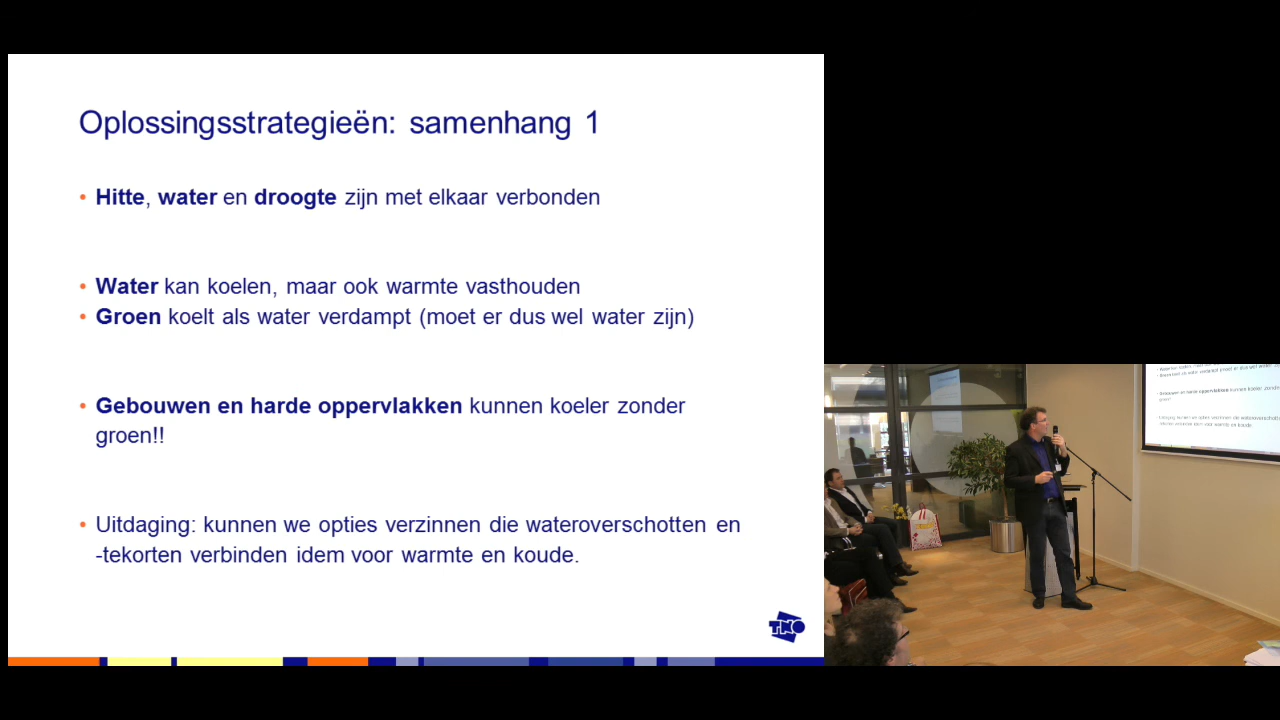 Oplossingsstrategieën: samenhang 1
• Hitte, water en droogte zijn met elkaar verbonden
• Water kan koelen, maar ook warmte vasthouden
• Groen koelt als water verdampt (moet er dus wel water zijn)
• Gebouwen en harde oppervlakken kunnen koeler zonder
groen!!
• Uitdaging: kunnen we opties verzinnen die wateroverschotten en
-tekorten verbinden idem voor warmte en koude.
TNO